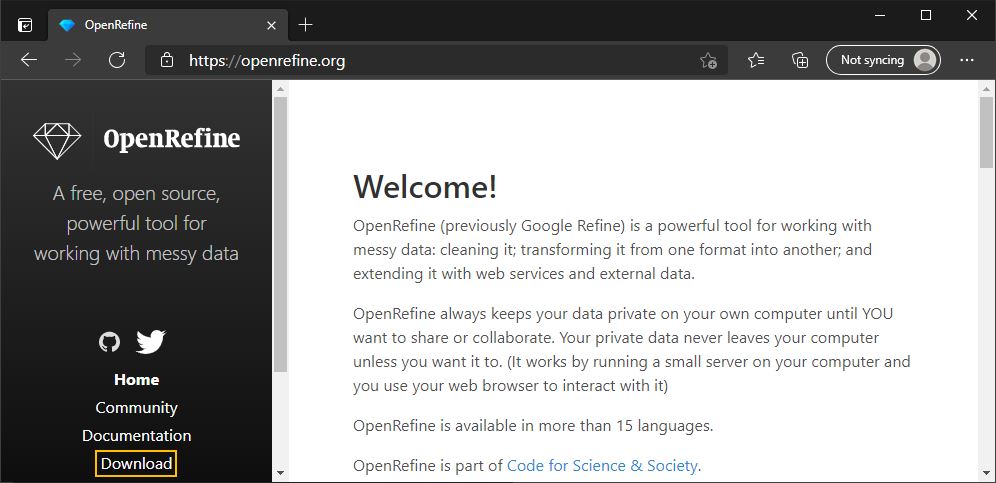 OpenRefine
https://openrefine.org
Not syncing
OpenRefine
A free, open source,
powerful tool for
working with messy data
Home
Community
Documentation
Download
Welcome!
OpenRefine (previously Google Refine) is a powerful tool for working with
messy data: cleaning it; transforming it from one format into another; and
extending it with web services and external data.
OpenRefine always keeps your data private on your own computer until YOU
want to share or collaborate. Your private data never leaves your computer
unless you want it to. (It works by running a small server on your computer and
you use your web browser to interact with it)
OpenRefine is available in more than 15 languages.
OpenRefine is part of Code for Science & Society.